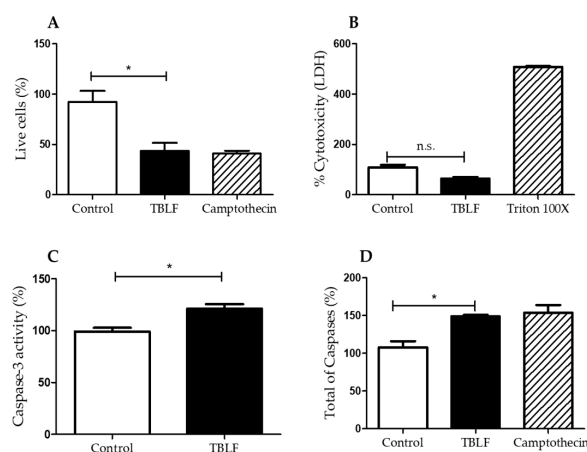 A
Live cells (%)
150
100
50
0
*
Control TBLF Camptothecin
B
% Cytotoxicity (LDH)
600
400
200
0
n.s.
Control TBLF Triton 100X
C
Caspase-3 activity (%)
150
100
50
0
*
Control TBLF
D
Total of Caspases (%)
200
150
100
50
0
*
Control TBLF Camptothecin